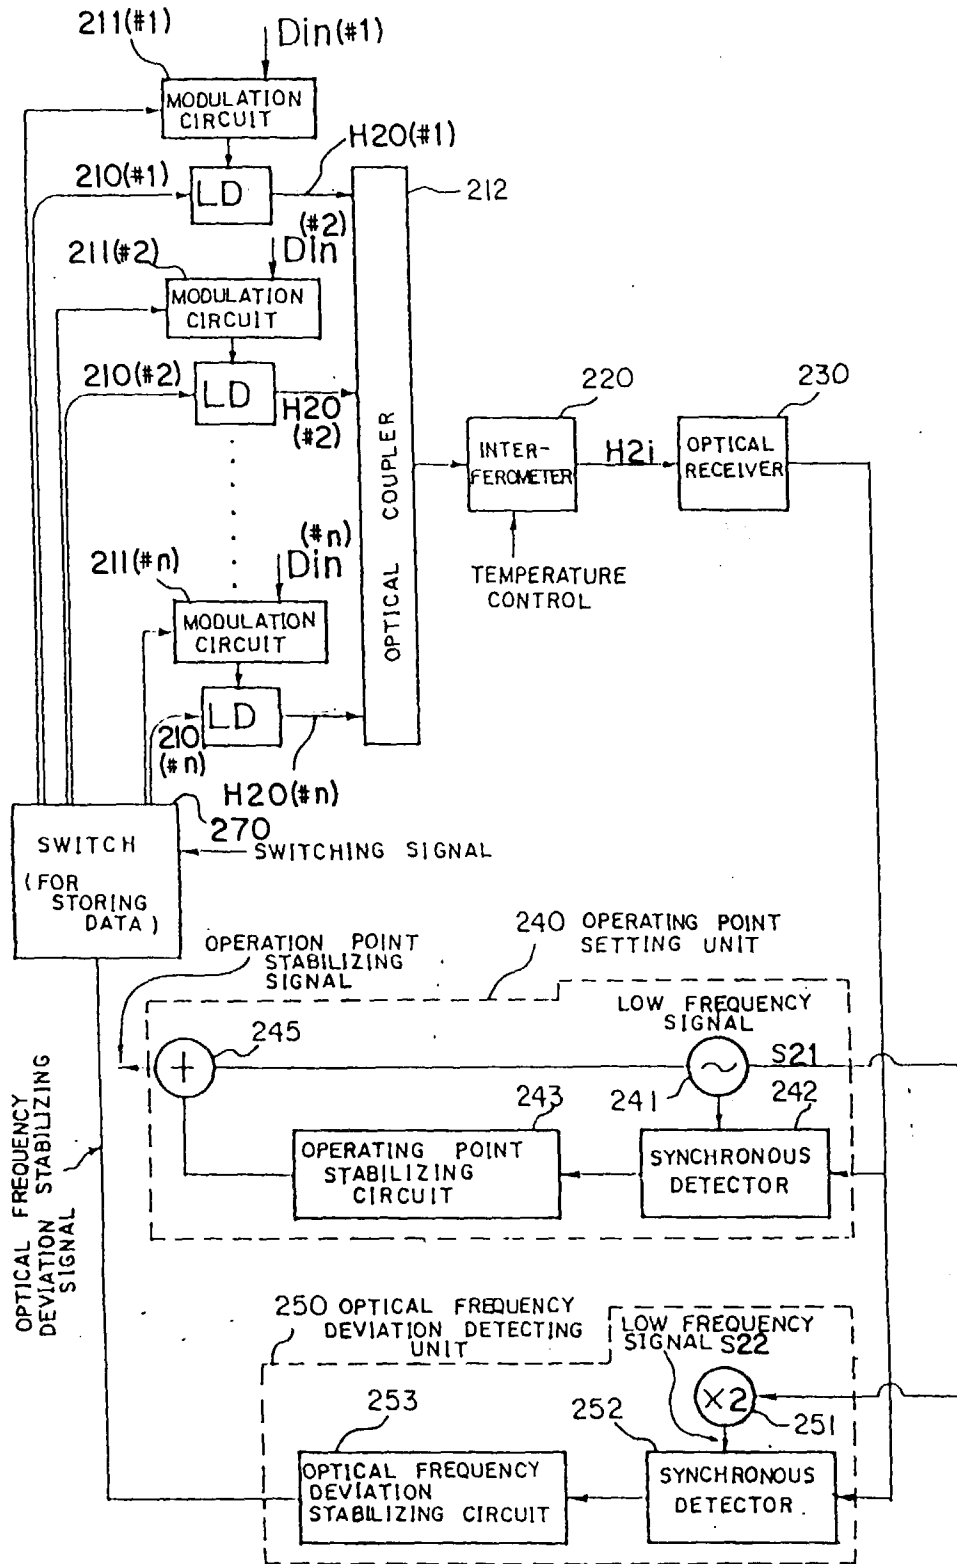 211(#1)
Din(#1)
MODULATION
CIRCUIT
H20(#1)
210(#1)
LD
212
(#2)
Din
211(#2)
MODULATION
CIRCUIT
210(#2)
LD
H20
(#2)
OPTICAL COUPLER
220
230
INTER-
FEROMETER
H2i
OPTICAL
RECEIVER
TEMPERATURE
CONTROL
(#n)
Din
211(#n)
MODULATION
CIRCUIT
LD
210
(#n)
H20(#n)
270
SWITCH
(FOR
STORING
DATA)
SWITCHING SIGNAL
OPERATION POINT
STABILIZING
SIGNAL
240 OPERATING POINT
SETTING UNIT
LOW FREQUENCY
SIGNAL
245
+
S21
241
242
243
OPERATING POINT
STABILIZING
CIRCUIT
SYNCHRONOUS
DETECTOR
OPTICAL FREQUENCY
DEVIATION STABILIZING
SIGNAL
250 OPTICAL FREQUENCY
DEVIATION DETECTING
UNIT
LOW FREQUENCY
SIGNAL S22
×2
251
252
253
OPTICAL FREQUENCY
DEVIATION
STABILIZING CIRCUIT
SYNCHRONOUS
DETECTOR